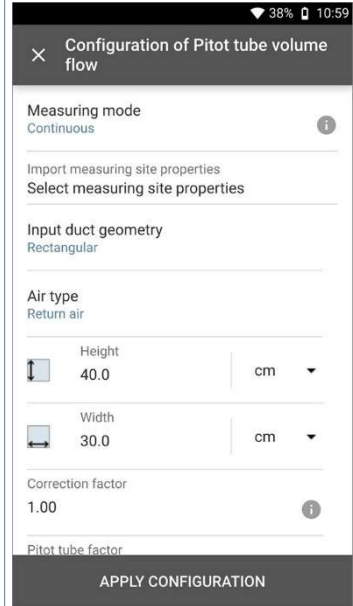 38% 10:59
Configuration of Pitot tube volume
flow
Measuring mode
Continuous
Import measuring site properties
Select measuring site properties
Input duct geometry
Rectangular
Air type
Return air
Height
40.0 cm
Width
30.0 cm
Correction factor
1.00
Pitot tube factor
APPLY CONFIGURATION